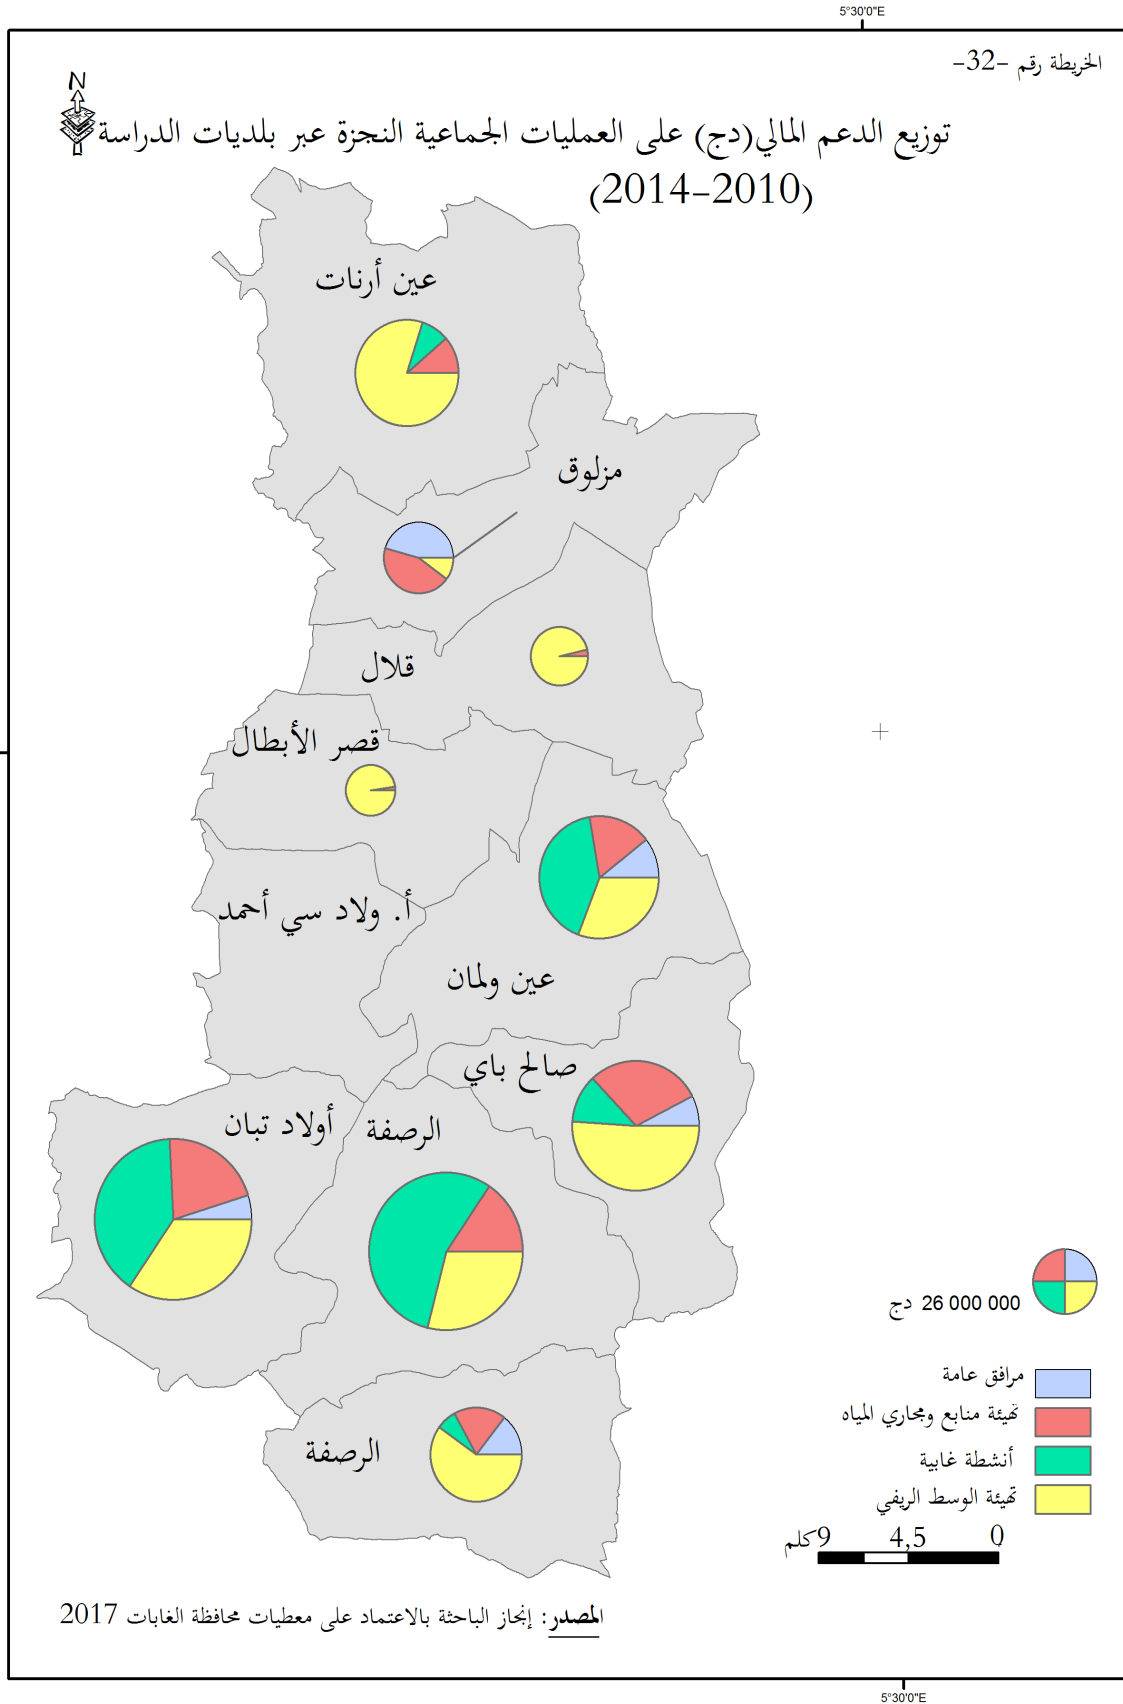 5°30'0"E
الخريطة رقم -32-
N
توزيع الدعم المالي(دج) على العمليات الجماعية النجزة عبر بلديات الدراسة
(2014-2010)
عين أرنات
مزلوق
قلال
قصر الأبطال
أ. ولاد سي أحمد
عين ولمان
صالح باي
أولاد تبان
الرصفة
26 000 000 دج
مرافق عامة
تهيئة منابع ومجاري المياه
أنشطة غابية
تهيئة الوسط الريفي
الرصفة
9كلم 4,5 0
المصدر: إنجاز الباحثة بالاعتماد على معطيات محافظة الغابات 2017
5°30'0"E